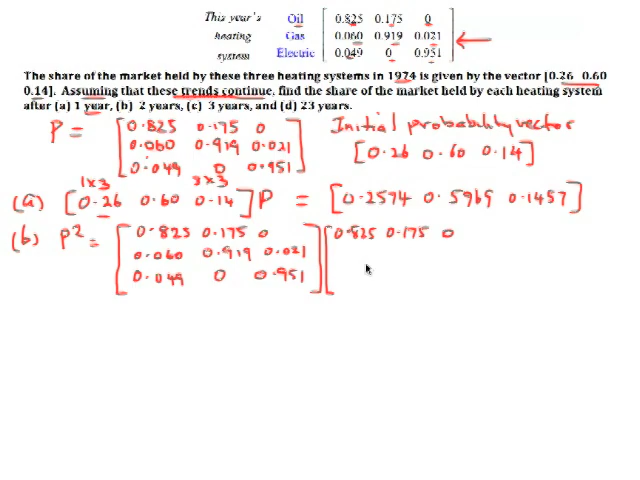 This year's Oil 0.825 0.175 0
heating Gas 0.060 0.919 0.021
system Electric 0.049 0 0.951
The share of the market held by these three heating systems in 1974 is given by the vector [0.26 0.60
0.14]. Assuming that these trends continue, find the share of the market held by each heating system
after (a) 1 year, (b) 2 years, (c) 3 years, and (d) 23 years.
P = [0.825 0.175 0 Initial probability vector
0.060 0.919 0.021 [0.26 0.60 0.14]
0.049 0 0.951]
1x3 3x3
(a) [0.26 0.60 0.14] P = [0.2594 0.5969 0.1457]
(b) P² = [0.825 0.175 0 [0.825 0.175 0
0.060 0.919 0.021
0.049 0 0.951]